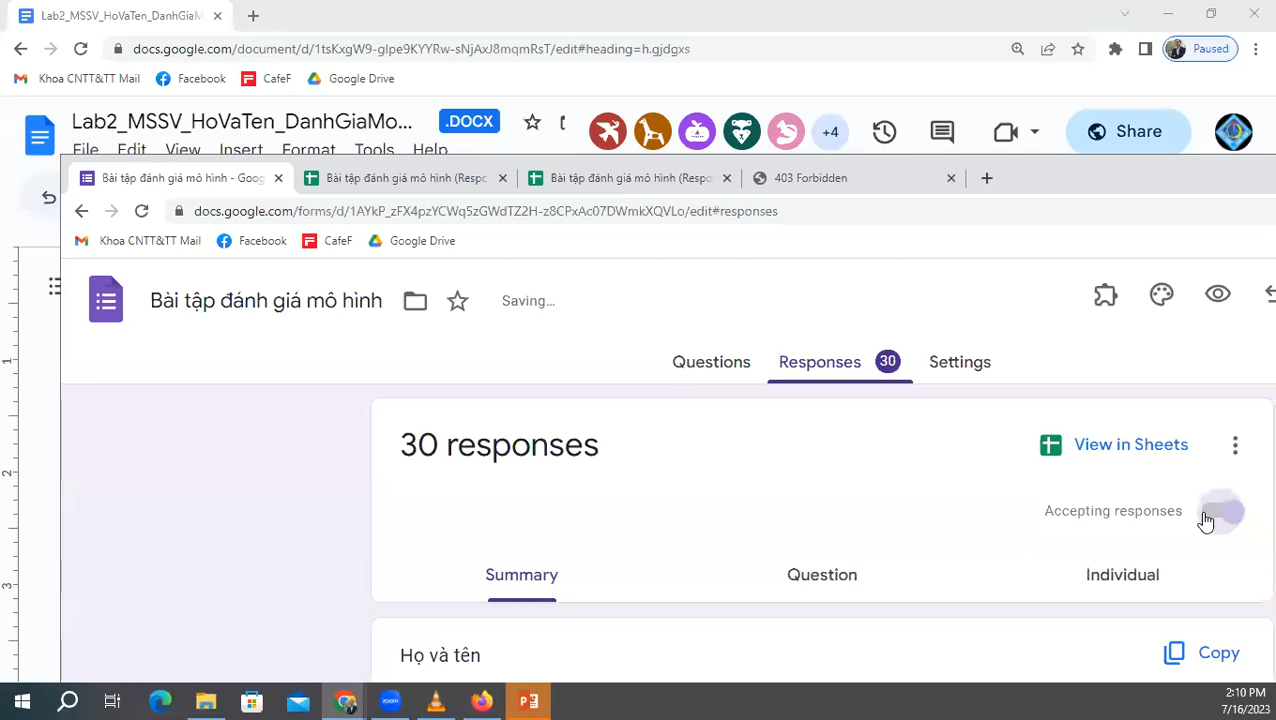 Lab2_MSSV_HoVaTen_DanhGiaM
docs.google.com/document/d/1tsKxgW9-glpe9KYYRw-sNjAxJ8mqmRsT/edit#heading=h.gjdgxs
Paused
Khoa CNTT&TT Mail Facebook CafeF Google Drive
Lab2_MSSV_HoVaTen_DanhGiaMo... .DOCX
+4
Share
File Edit View Insert Format Tools Help
Bài tập đánh giá mô hình - Goog
Bài tập đánh giá mô hình (Respo
Bài tập đánh giá mô hình (Respo
403 Forbidden
docs.google.com/forms/d/1AYkP_zFX4pzYCWq5zGWdTZ2H-z8CPxAc07DWmkXQVLo/edit#responses
Khoa CNTT&TT Mail Facebook CafeF Google Drive
Bài tập đánh giá mô hình Saving...
Questions Responses 30 Settings
30 responses View in Sheets
Accepting responses
Summary Question Individual
Họ và tên Copy
1
2
3
zoom
2:10 PM
7/16/2023